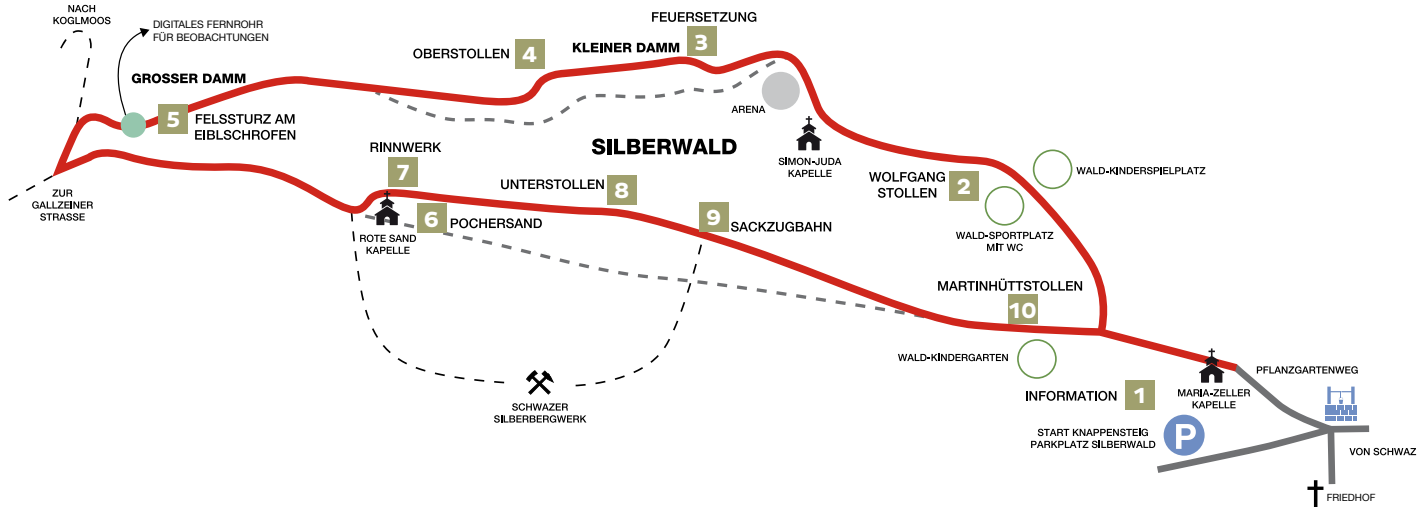 NACH
KOGLMOOS
DIGITALES FERNROHR
FÜR BEOBACHTUNGEN
GROSSER DAMM
5
FELSSTURZ AM
EIBLSCHROFEN
ZUR
GALLZEINER
STRASSE
OBERSTOLLEN
4
FEUERSETZUNG
KLEINER DAMM
3
ARENA
SIMON-JUDA
KAPELLE
SILBERWALD
RINNWERK
7
ROTE SAND
KAPELLE
6
POCHERSAND
UNTERSTOLLEN
8
9
SACKZUGBAHN
WOLFGANG
STOLLEN
2
WALD-KINDERSPIELPLATZ
WALD-SPORTPLATZ
MIT WC
MARTINHÜTTSTOLLEN
10
WALD-KINDERGARTEN
SCHWAZER
SILBERBERGWERK
INFORMATION
1
MARIA-ZELLER
KAPELLE
PFLANZGARTENWEG
START KNAPPENSTEIG
PARKPLATZ SILBERWALD
P
VON SCHWAZ
FRIEDHOF